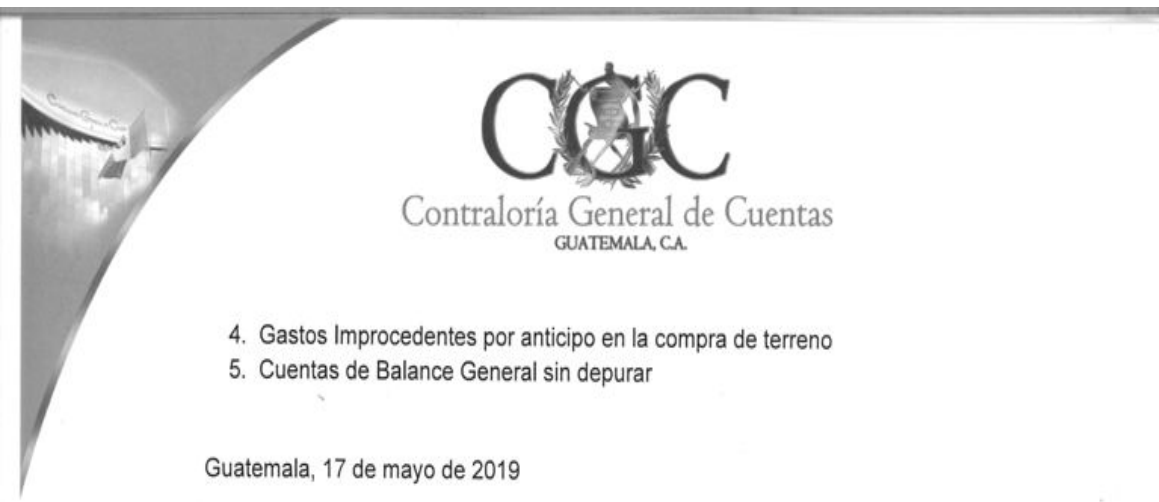 CGC
Contraloría General de Cuentas
GUATEMALA, C.A.
4. Gastos Improcedentes por anticipo en la compra de terreno
5. Cuentas de Balance General sin depurar
Guatemala, 17 de mayo de 2019